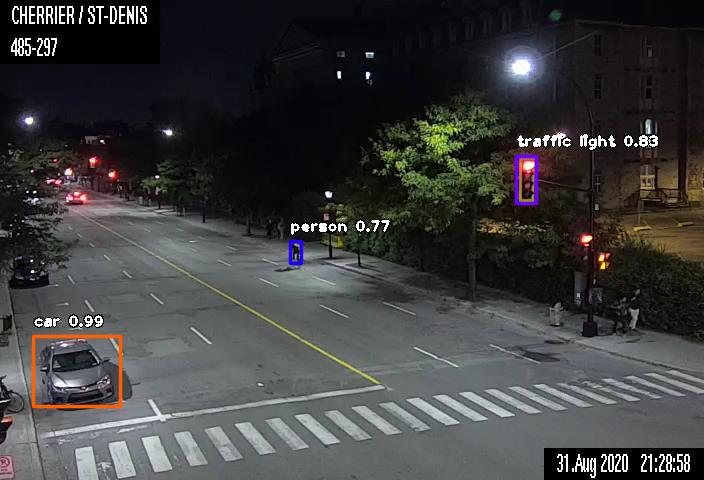 CHERRIER / ST-DENIS
485-297
traffic light 0.83
person 0.77
car 0.99
31.Aug 2020 21:28:58